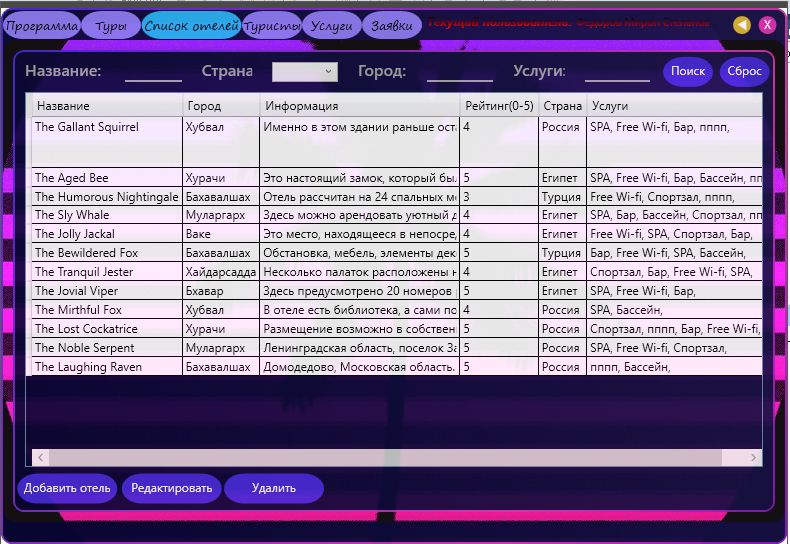 Программа Туры Список отелей Туристы Услуги Заявки Текущий пользователь: Федоров Мирон X
Название: Страна Город: Услуги: Поиск Сброс
Название Город Информация Рейтинг(0-5) Страна Услуги
The Gallant Squirrel Хубвал Именно в этом здании раньше ост 4 Россия SPA, Free Wi-fi, Бар, пппп,
The Aged Bee Хурачи Это настоящий замок, который бы 5 Египет SPA, Free Wi-fi, Бар, Бассейн, пп
The Humorous Nightingale Бахавалшах Отель рассчитан на 24 спальных м 3 Турция Free Wi-fi, Спортзал, пппп,
The Sly Whale Муларгарх Здесь можно арендовать уютный д 4 Египет SPA, Бар, Бассейн, Спортзал, пп
The Jolly Jackal Ваке Это место, находящееся в непосре, 4 Египет Free Wi-fi, SPA, Спортзал, Бар,
The Bewildered Fox Бахавалшах Обстановка, мебель, элементы дек 5 Турция Бар, Free Wi-fi, SPA, Бассейн,
The Tranquil Jester Хайдарсадда Несколько палаток расположены н 4 Египет Спортзал, Бар, Free Wi-fi, SPA,
The Jovial Viper Бхавар Здесь предусмотрено 20 номеров 5 Египет SPA, Free Wi-fi, Бар,
The Mirthful Fox Хубвал В отеле есть библиотека, а сами по 4 Россия SPA, Бассейн,
The Lost Cockatrice Хурачи Размещение возможно в собствен 5 Россия Спортзал, пппп, Бар, Free Wi-fi,
The Noble Serpent Муларгарх Ленинградская область, поселок За 5 Россия SPA, Free Wi-fi, Спортзал,
The Laughing Raven Бахавалшах Домодедово, Московская область. 5 Россия пппп, Бассейн,
Добавить отель Редактировать Удалить